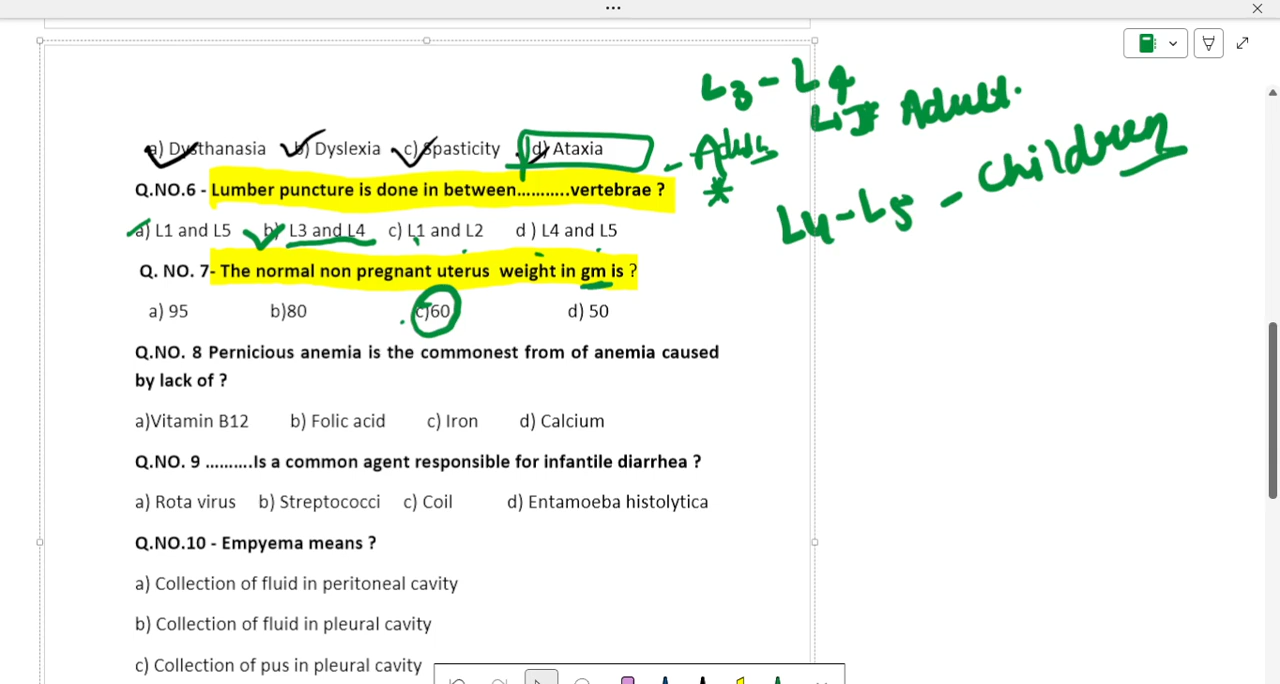 a) Dysthanasia b) Dyslexia c) Spasticity d) Ataxia
Q.NO.6 - Lumber puncture is done in between..........vertebrae ?
a) L1 and L5 b) L3 and L4 c) L1 and L2 d ) L4 and L5
Q. NO. 7- The normal non pregnant uterus weight in gm is ?
a) 95 b)80 c)60 d) 50
Q.NO. 8 Pernicious anemia is the commonest from of anemia caused
by lack of ?
a)Vitamin B12 b) Folic acid c) Iron d) Calcium
Q.NO. 9 ..........Is a common agent responsible for infantile diarrhea ?
a) Rota virus b) Streptococci c) Coil d) Entamoeba histolytica
Q.NO.10 - Empyema means ?
a) Collection of fluid in peritoneal cavity
b) Collection of fluid in pleural cavity
c) Collection of pus in pleural cavity
L3 - L4
Adult.
- Adults
L4-L5 - children